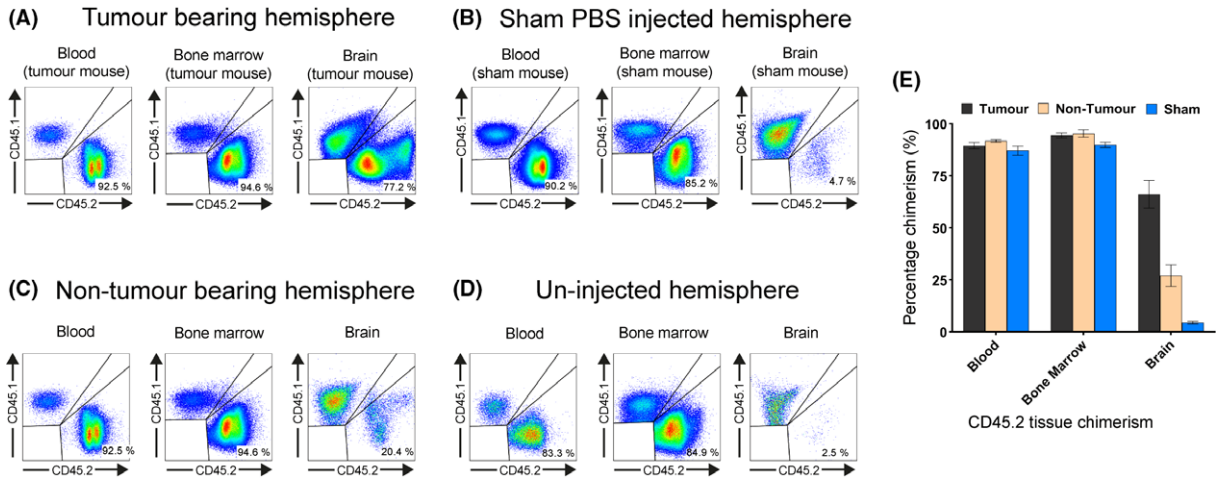 (A) Tumour bearing hemisphere
Blood
(tumour mouse)
Bone marrow
(tumour mouse)
Brain
(tumour mouse)
CD45.1
92.5 %
CD45.2
CD45.1
94.6 %
CD45.2
CD45.1
77.2 %
CD45.2
(B) Sham PBS injected hemisphere
Blood
(sham mouse)
Bone marrow
(sham mouse)
Brain
(sham mouse)
CD45.1
90.2 %
CD45.2
CD45.1
85.2 %
CD45.2
CD45.1
4.7 %
CD45.2
(C) Non-tumour bearing hemisphere
Blood
Bone marrow
Brain
CD45.1
92.5 %
CD45.2
CD45.1
94.6 %
CD45.2
CD45.1
20.4 %
CD45.2
(D) Un-injected hemisphere
Blood
Bone marrow
Brain
CD45.1
83.3 %
CD45.2
CD45.1
84.9 %
CD45.2
CD45.1
2.5 %
CD45.2
(E)
Tumour Non-Tumour Sham
Percentage chimerism (%)
100
75
50
25
0
Blood
Bone Marrow
Brain
CD45.2 tissue chimerism